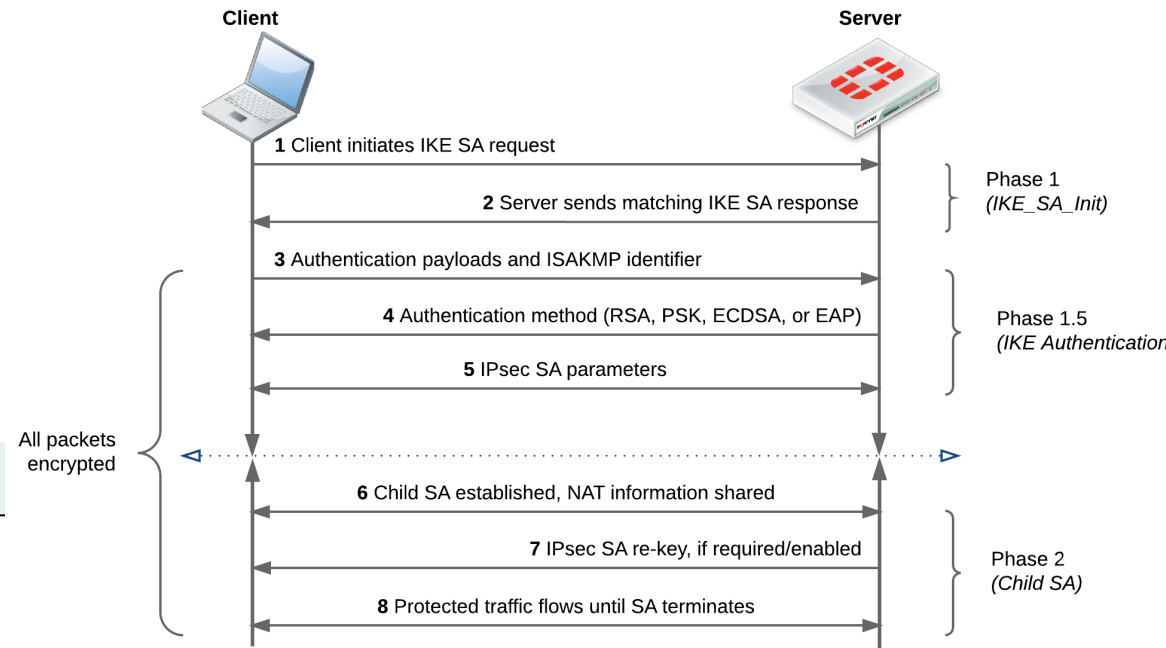 Client
Server
FORTINET
1 Client initiates IKE SA request
2 Server sends matching IKE SA response
Phase 1
(IKE_SA_Init)
3 Authentication payloads and ISAKMP identifier
4 Authentication method (RSA, PSK, ECDSA, or EAP)
Phase 1.5
(IKE Authentication
5 IPsec SA parameters
All packets
encrypted
6 Child SA established, NAT information shared
7 IPsec SA re-key, if required/enabled
Phase 2
(Child SA)
8 Protected traffic flows until SA terminates